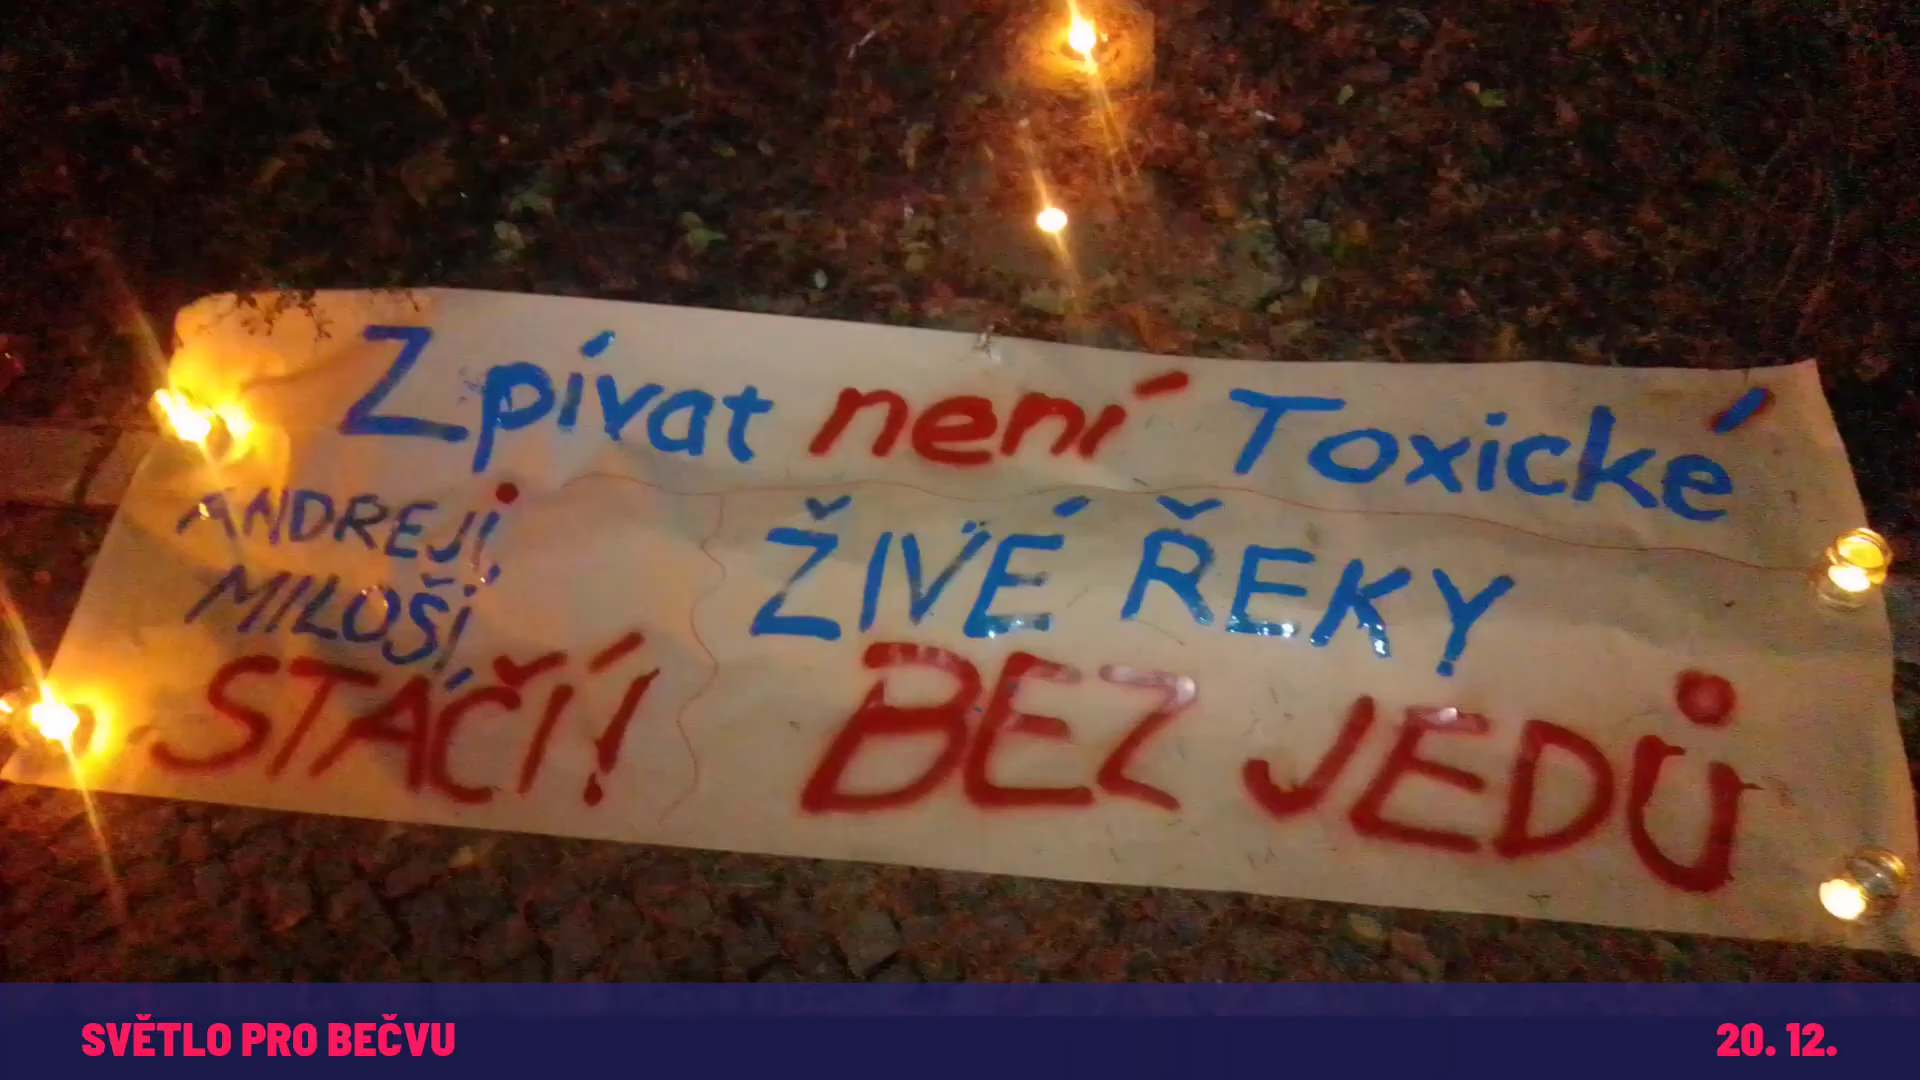 Zpívat není Toxické
ANDREJI,
MILOŠI,
STAČÍ!
ŽIVÉ ŘEKY
BEZ JEDŮ
SVĚTLO PRO BEČVU
20. 12.